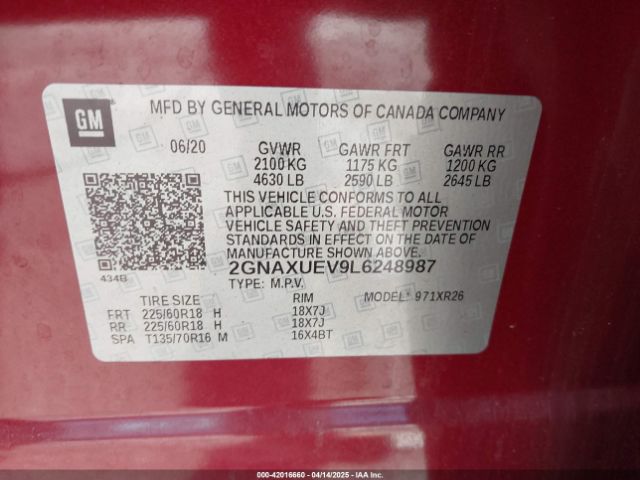 GM
MFD BY GENERAL MOTORS OF CANADA COMPANY
06/20 GVWR GAWR FRT GAWR RR
2100 KG 1175 KG 1200 KG
4630 LB 2590 LB 2645 LB
THIS VEHICLE CONFORMS TO ALL
APPLICABLE U.S. FEDERAL MOTOR
VEHICLE SAFETY AND THEFT PREVENTION
STANDARDS IN EFFECT ON THE DATE OF
MANUFACTURE SHOWN ABOVE.
2GNAXUEV9L6248987
434B TYPE: M.P.V. MODEL* 971XR26
TIRE SIZE RIM
FRT 225/60R18 H 18X7J
RR 225/60R18 H 18X7J
SPA T135/70R16 M 16X4BT
000-42016660 - 04/14/2025 - IAA, Inc.